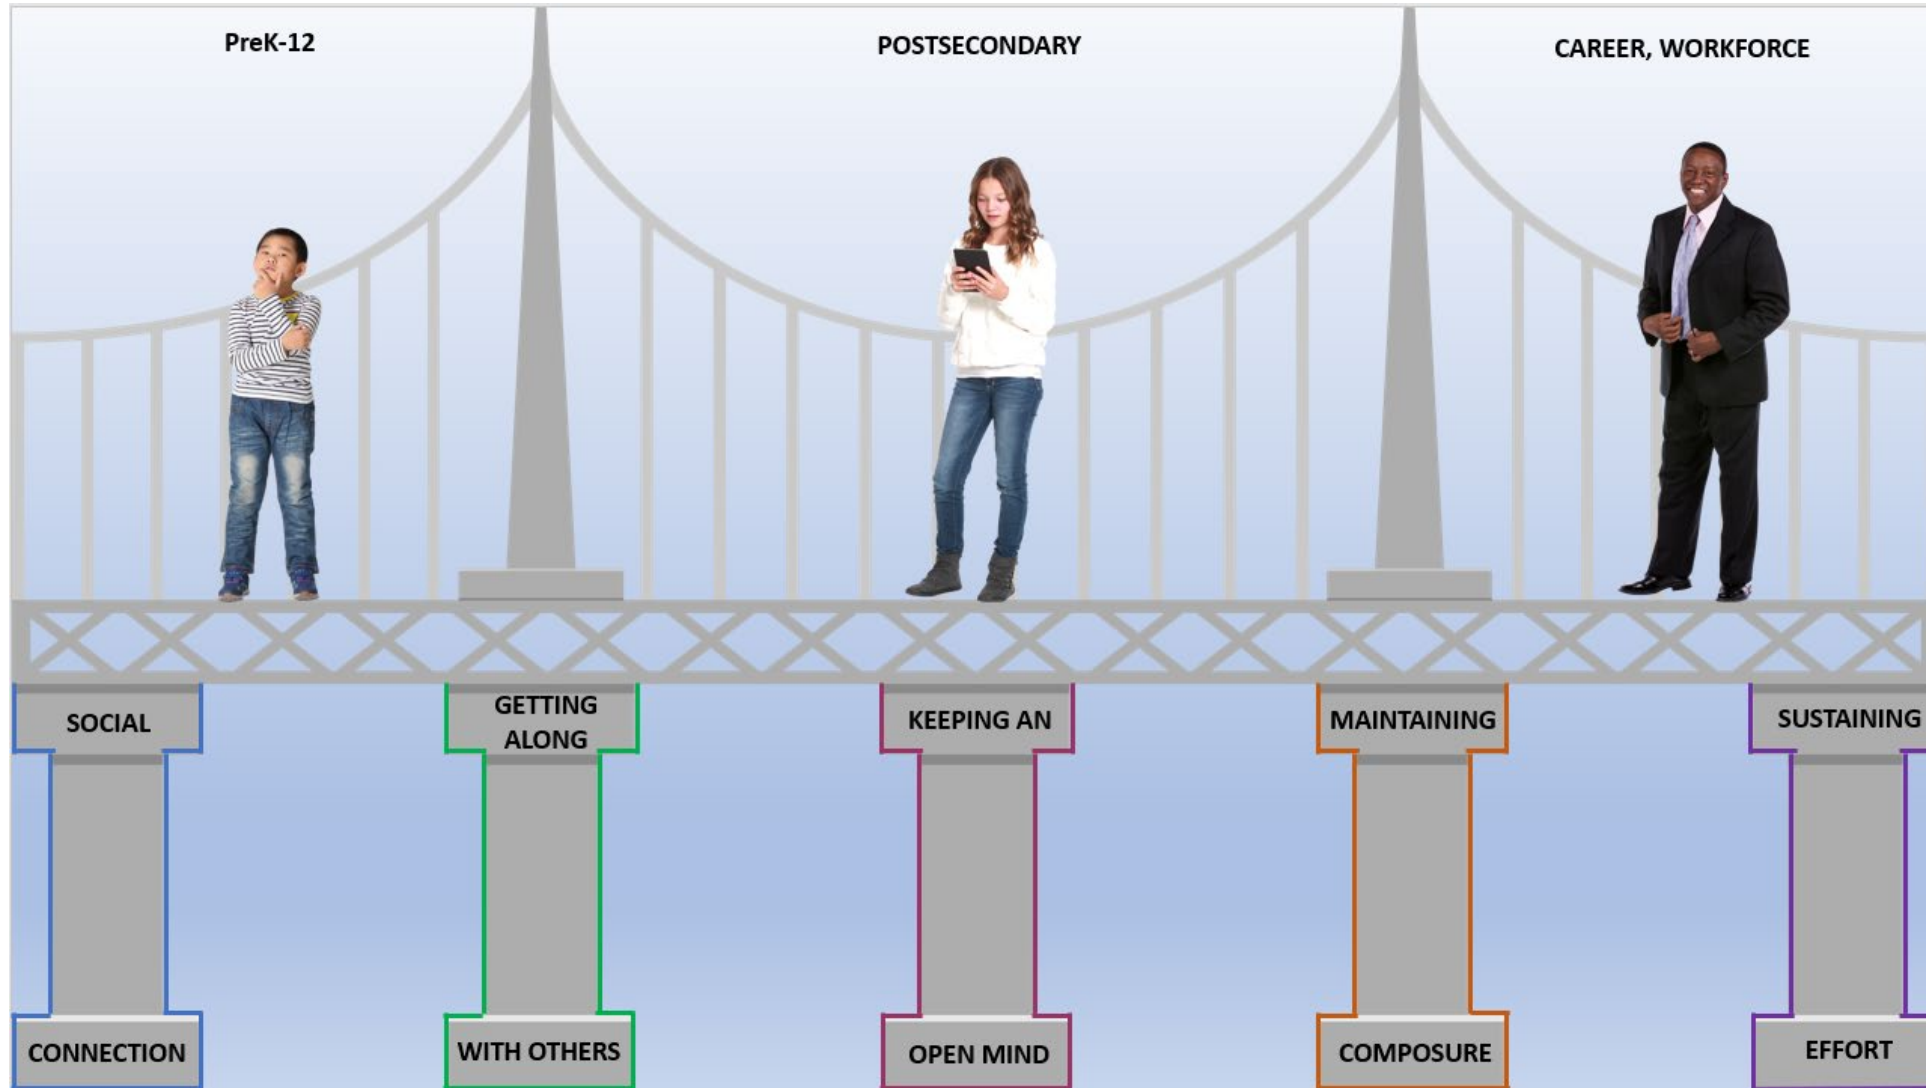 PreK-12
POSTSECONDARY
CAREER, WORKFORCE
SOCIAL
CONNECTION
GETTING
ALONG
WITH OTHERS
KEEPING AN
OPEN MIND
MAINTAINING
COMPOSURE
SUSTAINING
EFFORT